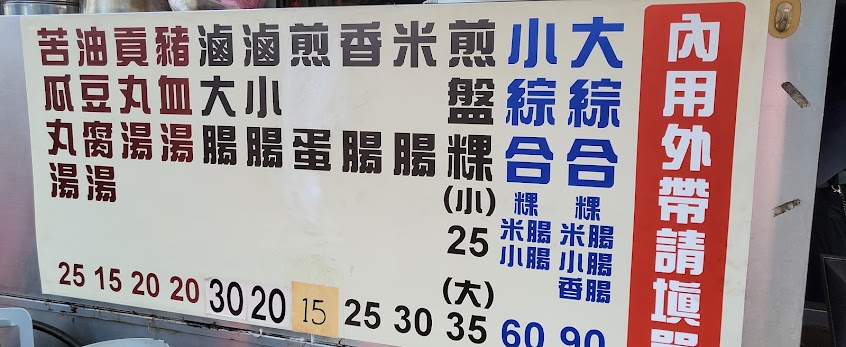 內用外帶請填單
大綜合
粿
米腸
小腸
香腸
90
小綜合
粿
米腸
小腸
60
煎盤粿
(小)
25
(大)
35
米腸
30
香腸
25
煎蛋
15
滷小腸
20
滷大腸
30
豬血湯
20
貢丸湯
20
油豆腐湯
15
苦瓜丸湯
25